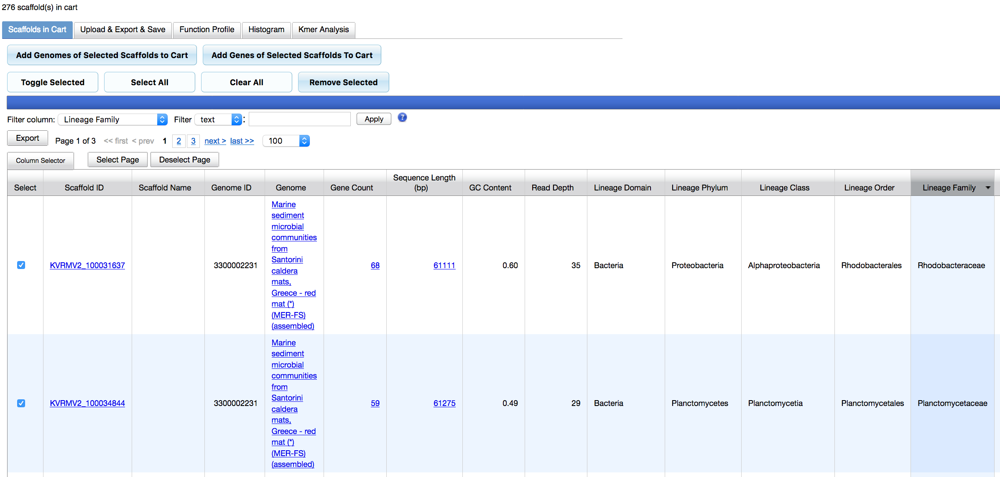 276 scaffold(s) in cart
Scaffolds in Cart Upload & Export & Save Function Profile Histogram Kmer Analysis
Add Genomes of Selected Scaffolds to Cart Add Genes of Selected Scaffolds To Cart
Toggle Selected Select All Clear All Remove Selected
Filter column: Lineage Family Filter text : Apply ?
Export Page 1 of 3 << first < prev 1 2 3 next > last >> 100
Column Selector Select Page Deselect Page
Select Scaffold ID Scaffold Name Genome ID Genome Gene Count Sequence Length (bp) GC Content Read Depth Lineage Domain Lineage Phylum Lineage Class Lineage Order Lineage Family
Marine
sediment
microbial
communities
from
Santorini
caldera
mats,
Greece - red
mat (*)
(MER-FS)
(assembled)
KVRMV2_100031637 3300002231 68 61111 0.60 35 Bacteria Proteobacteria Alphaproteobacteria Rhodobacterales Rhodobacteraceae
Marine
sediment
microbial
communities
from
Santorini
caldera
mats,
Greece - red
mat (*)
(MER-FS)
(assembled)
KVRMV2_100034844 3300002231 59 61275 0.49 29 Bacteria Planctomycetes Planctomycetia Planctomycetales Planctomycetaceae